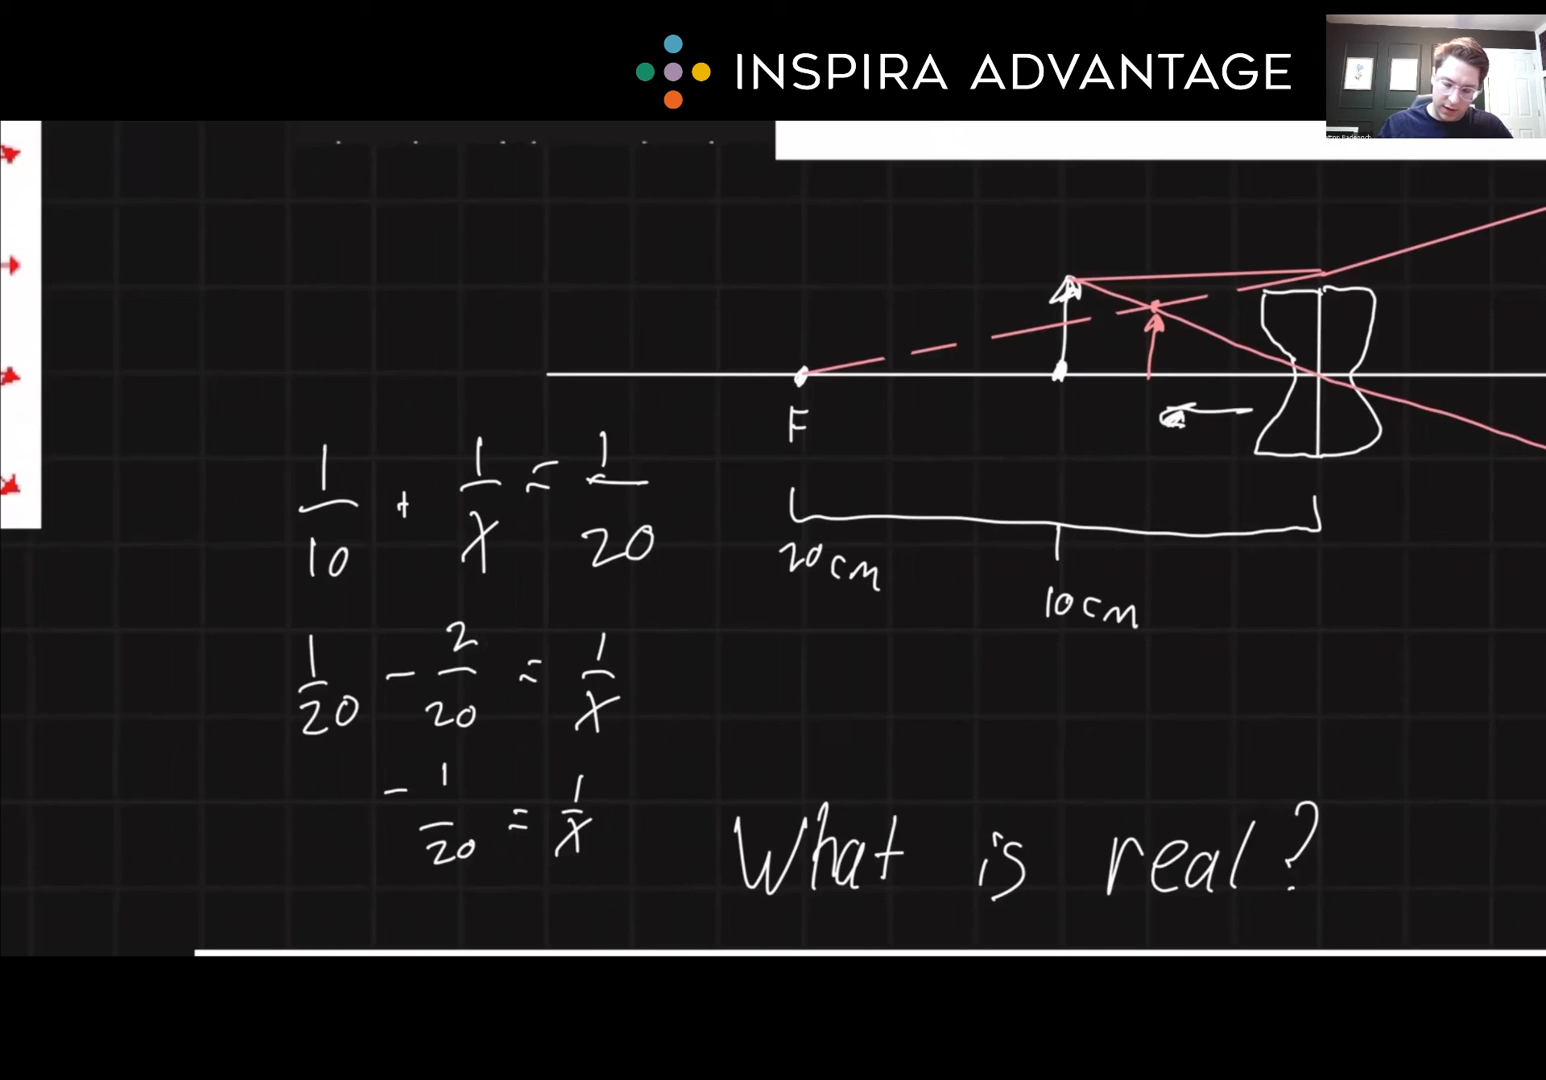 INSPIRA ADVANTAGE
F
1/10 + 1/x = 1/20
20cm
10cm
1/20 - 2/20 = 1/x
-1/20 = 1/x
What is real?